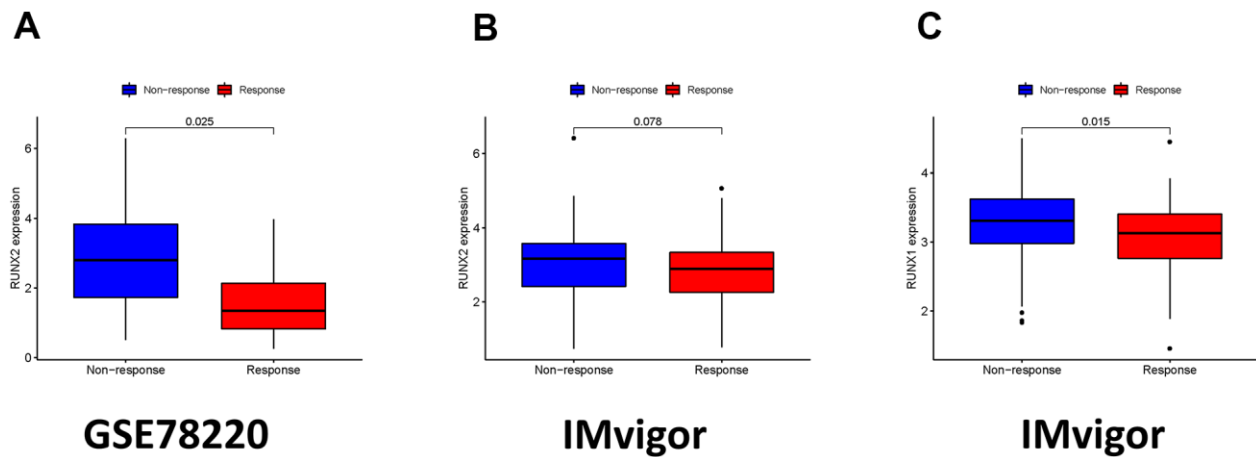 A
Non-response Response
0.025
RUNX2 expression
6
4
2
0
Non-response Response
GSE78220
B
Non-response Response
0.078
RUNX2 expression
6
4
2
Non-response Response
IMvigor
C
Non-response Response
0.015
RUNX1 expression
4
3
2
Non-response Response
IMvigor